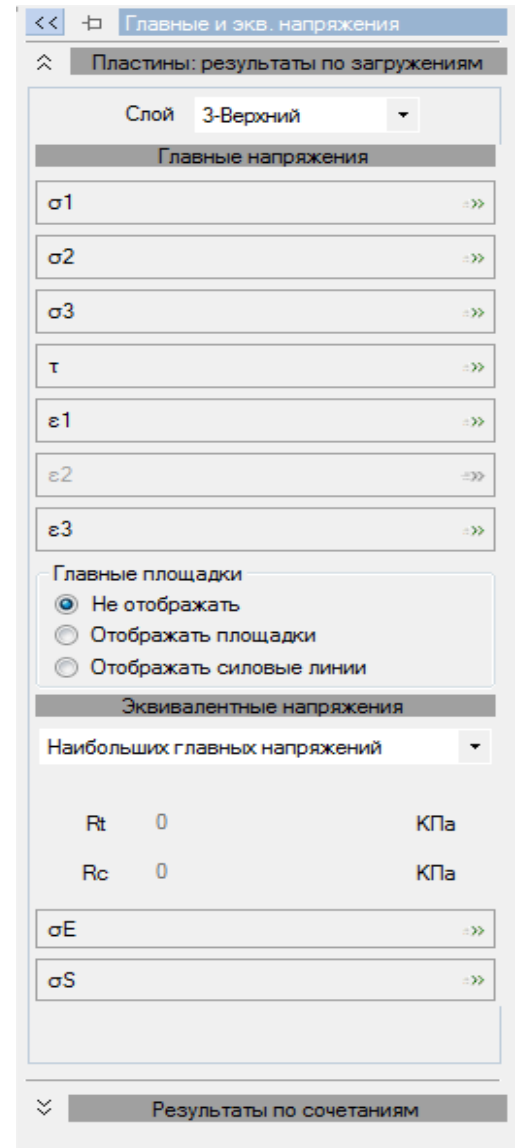 << Главные и экв. напряжения
Пластины: результаты по загружениям
Слой 3-Верхний
Главные напряжения
σ1
σ2
σ3
τ
ε1
ε2
ε3
Главные площадки
Не отображать
Отображать площадки
Отображать силовые линии
Эквивалентные напряжения
Наибольших главных напряжений
Rt 0 КПа
Rc 0 КПа
σE
σS
Результаты по сочетаниям